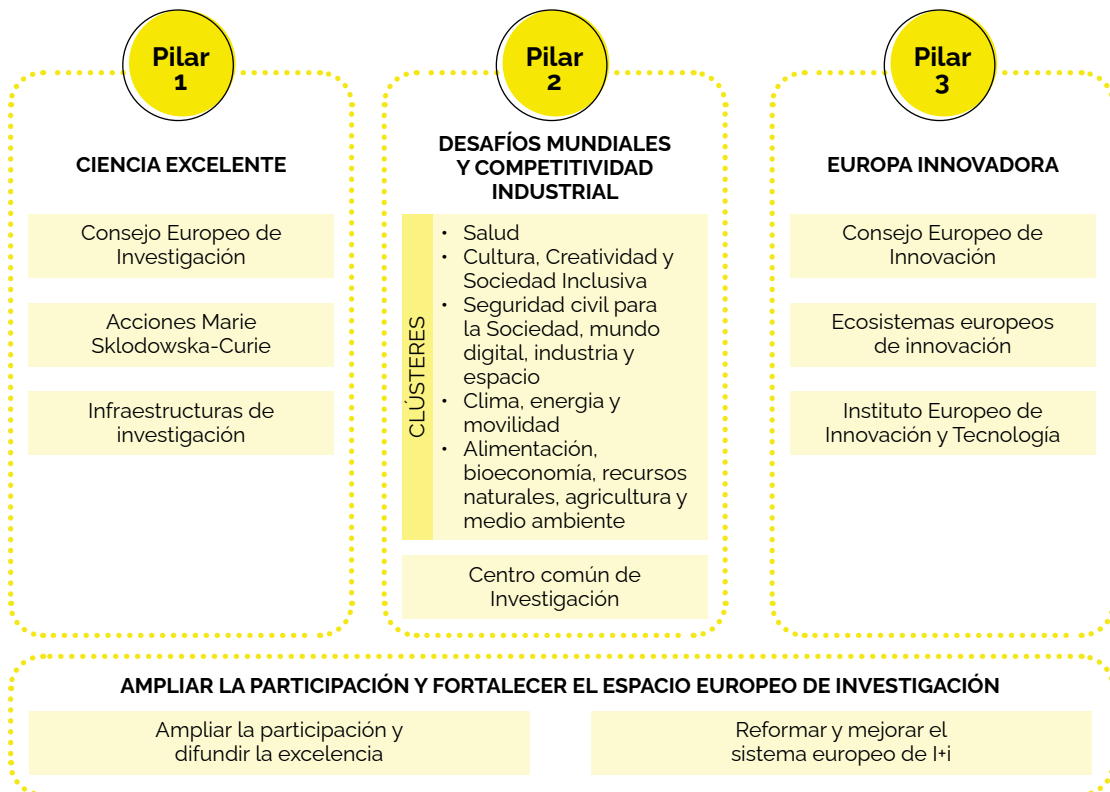 Pilar
1
CIENCIA EXCELENTE
Consejo Europeo de
Investigación
Acciones Marie
Sklodowska-Curie
Infraestructuras de
investigación
Pilar
2
DESAFÍOS MUNDIALES
Y COMPETITIVIDAD
INDUSTRIAL
CLÚSTERES
• Salud
• Cultura, Creatividad y
Sociedad Inclusiva
• Seguridad civil para
la Sociedad, mundo
digital, industria y
espacio
• Clima, energia y
movilidad
• Alimentación,
bioeconomía, recursos
naturales, agricultura y
medio ambiente
Centro común de
Investigación
Pilar
3
EUROPA INNOVADORA
Consejo Europeo de
Innovación
Ecosistemas europeos
de innovación
Instituto Europeo de
Innovación y Tecnología
AMPLIAR LA PARTICIPACIÓN Y FORTALECER EL ESPACIO EUROPEO DE INVESTIGACIÓN
Ampliar la participación y
difundir la excelencia
Reformar y mejorar el
sistema europeo de I+i